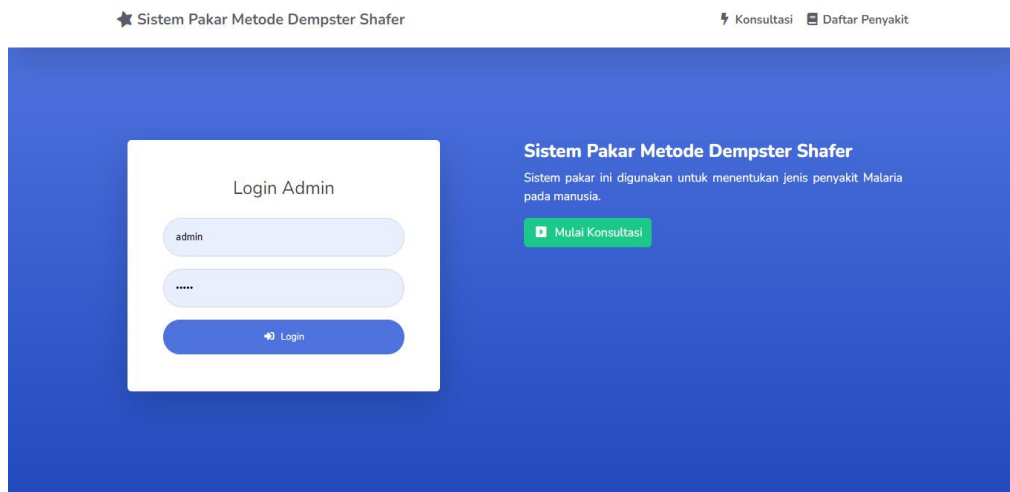 Sistem Pakar Metode Dempster Shafer
Konsultasi
Daftar Penyakit
Login Admin
admin
•••••
Login
Sistem Pakar Metode Dempster Shafer
Sistem pakar ini digunakan untuk menentukan jenis penyakit Malaria
pada manusia.
Mulai Konsultasi